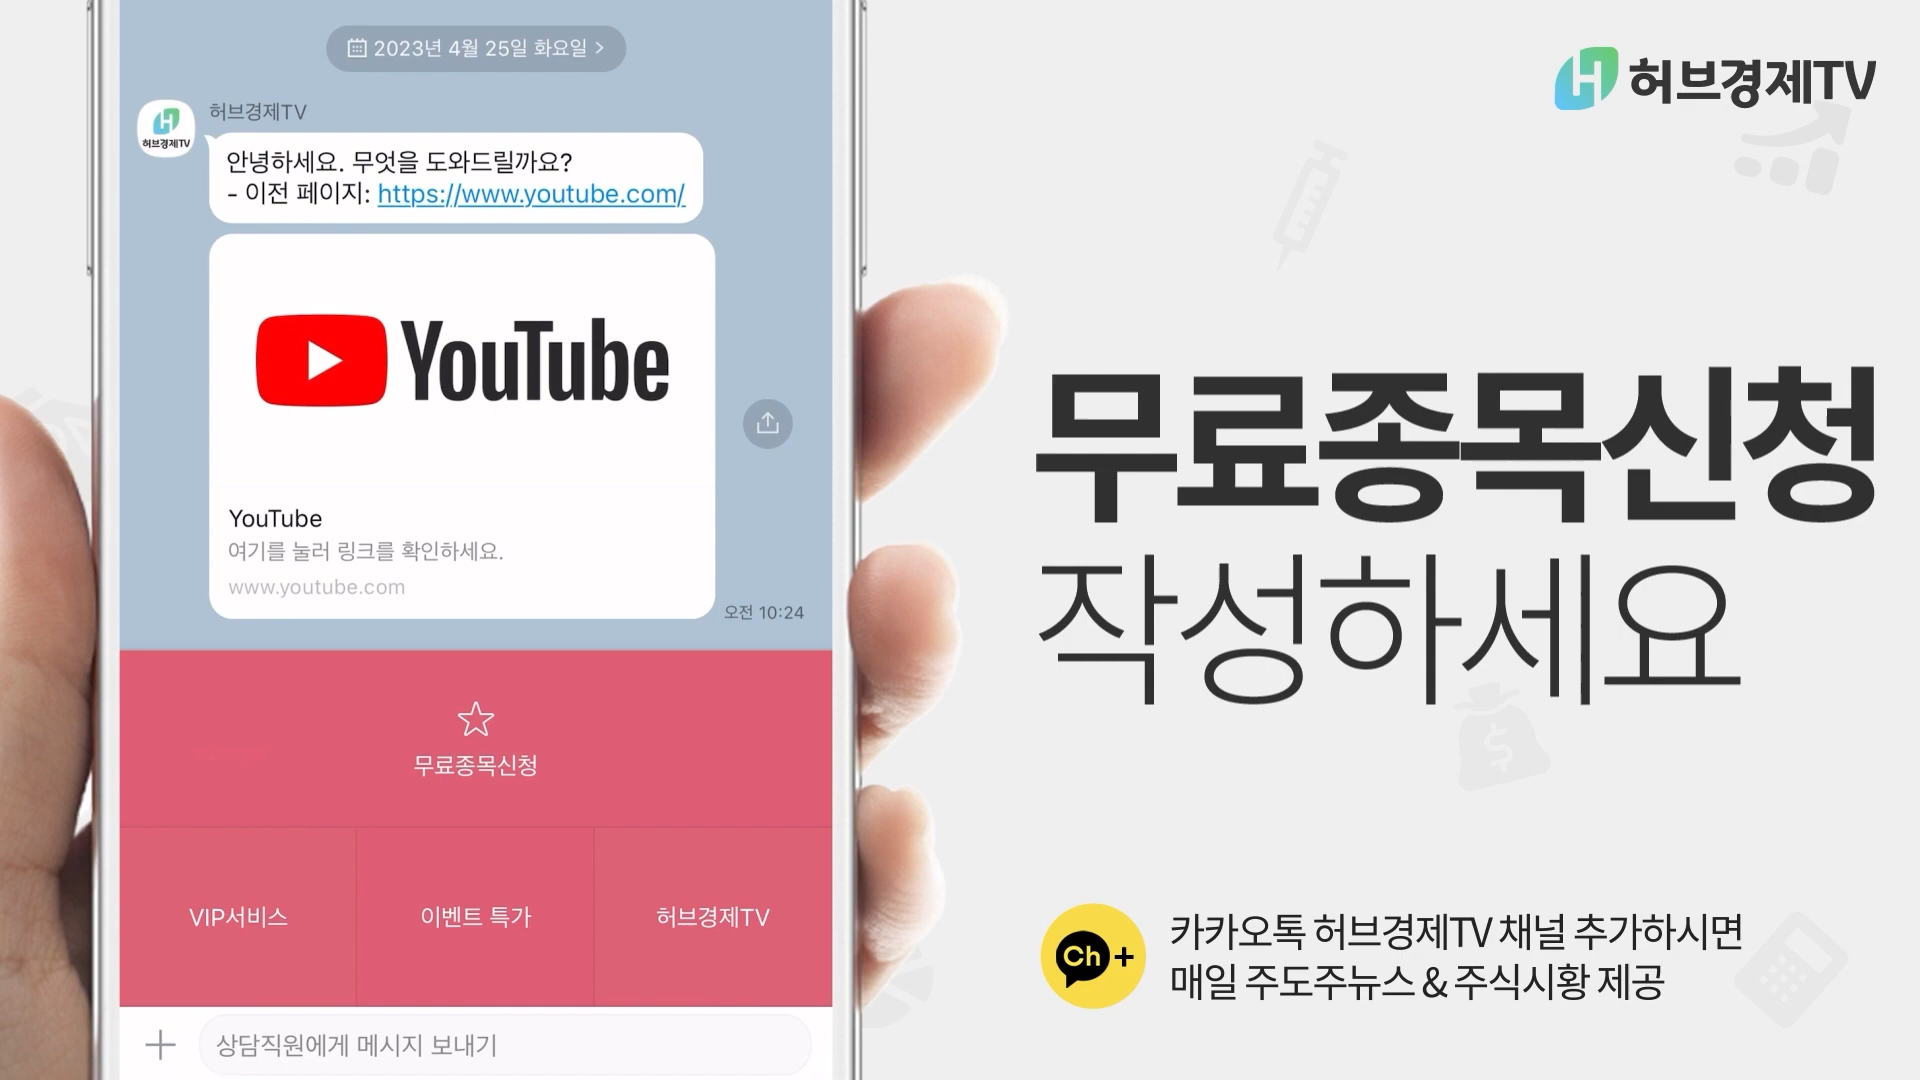 2023년 4월 25일 화요일 >
허브경제TV
허브경제TV
안녕하세요. 무엇을 도와드릴까요?
- 이전 페이지: https://www.youtube.com/
YouTube
YouTube
여기를 눌러 링크를 확인하세요.
www.youtube.com
오전 10:24
무료종목신청
VIP서비스
이벤트 특가
허브경제TV
상담직원에게 메시지 보내기
허브경제TV
무료종목신청
작성하세요
Ch+
카카오톡 허브경제TV 채널 추가하시면
매일 주도주뉴스 & 주식시황 제공